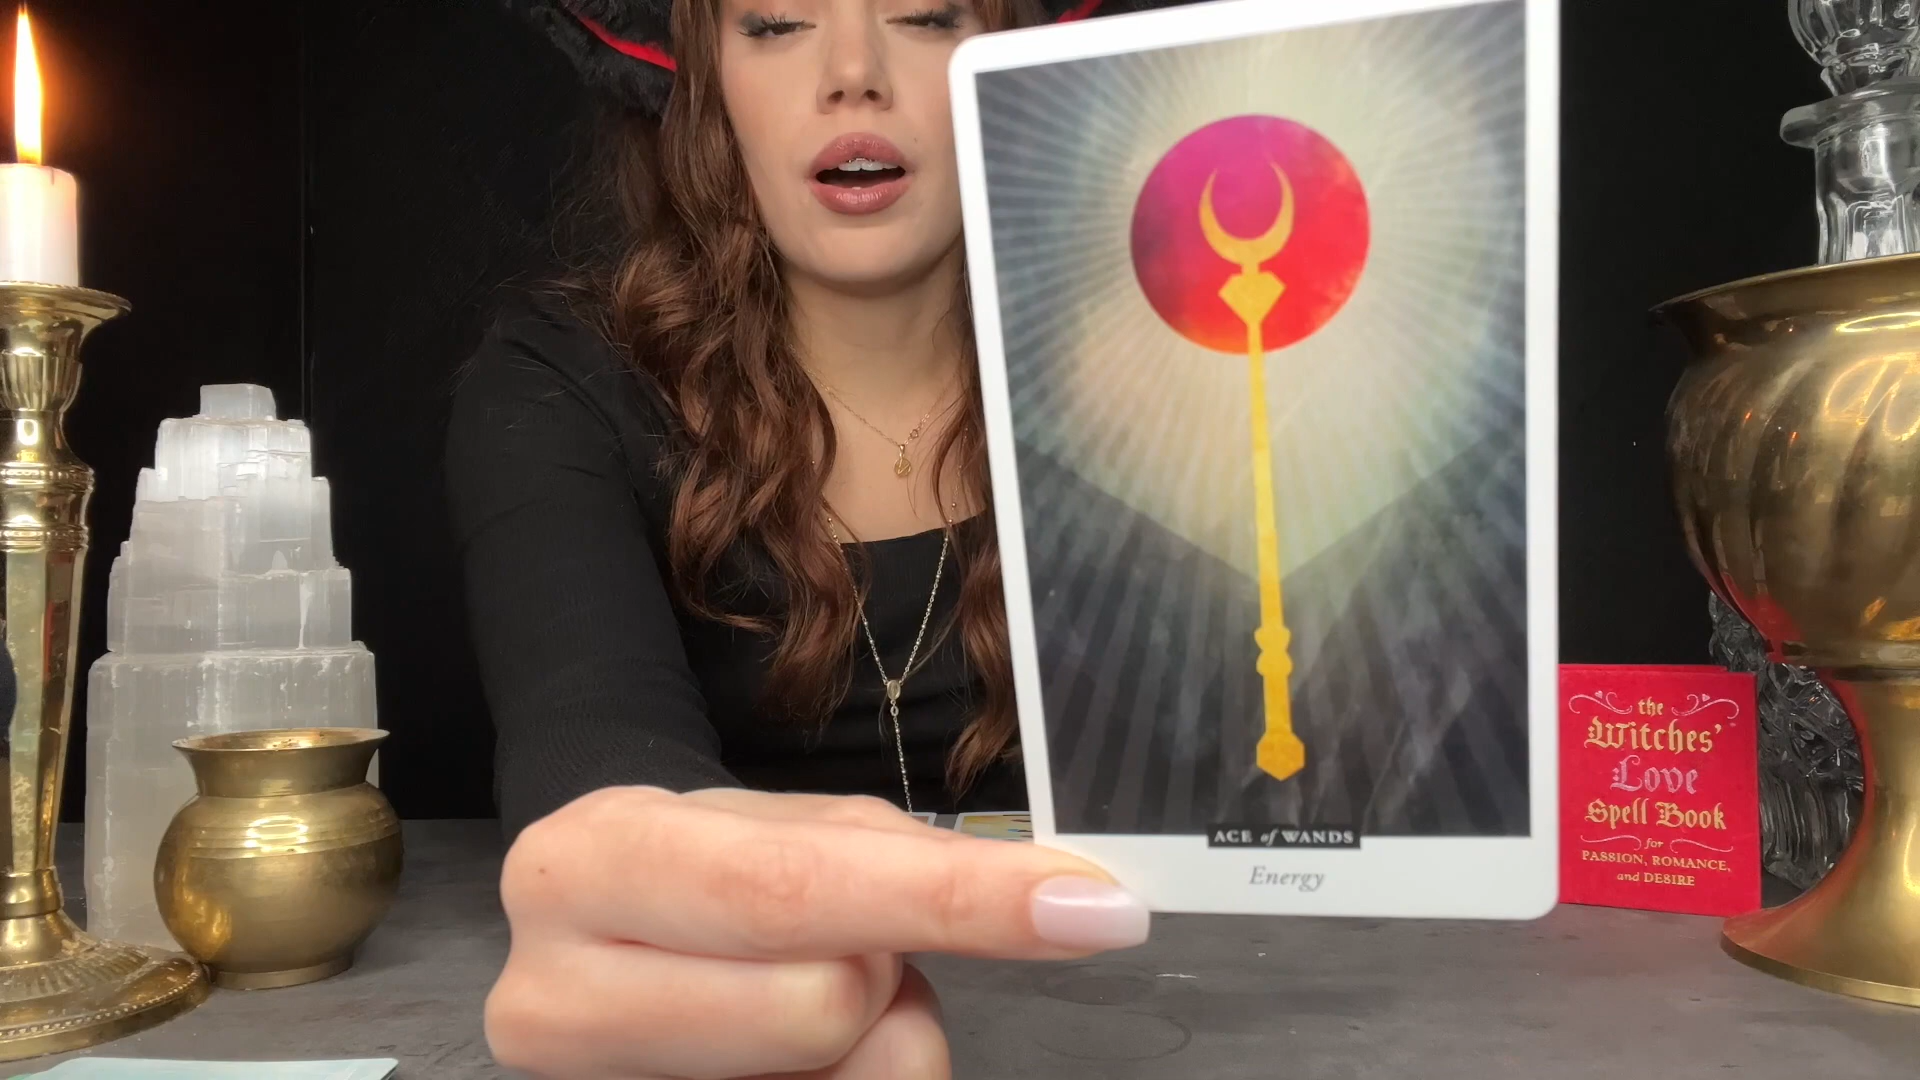 ACE of WANDS
Energy
the
Witches'
Love
Spell Book
for
PASSION, ROMANCE,
and DESIRE